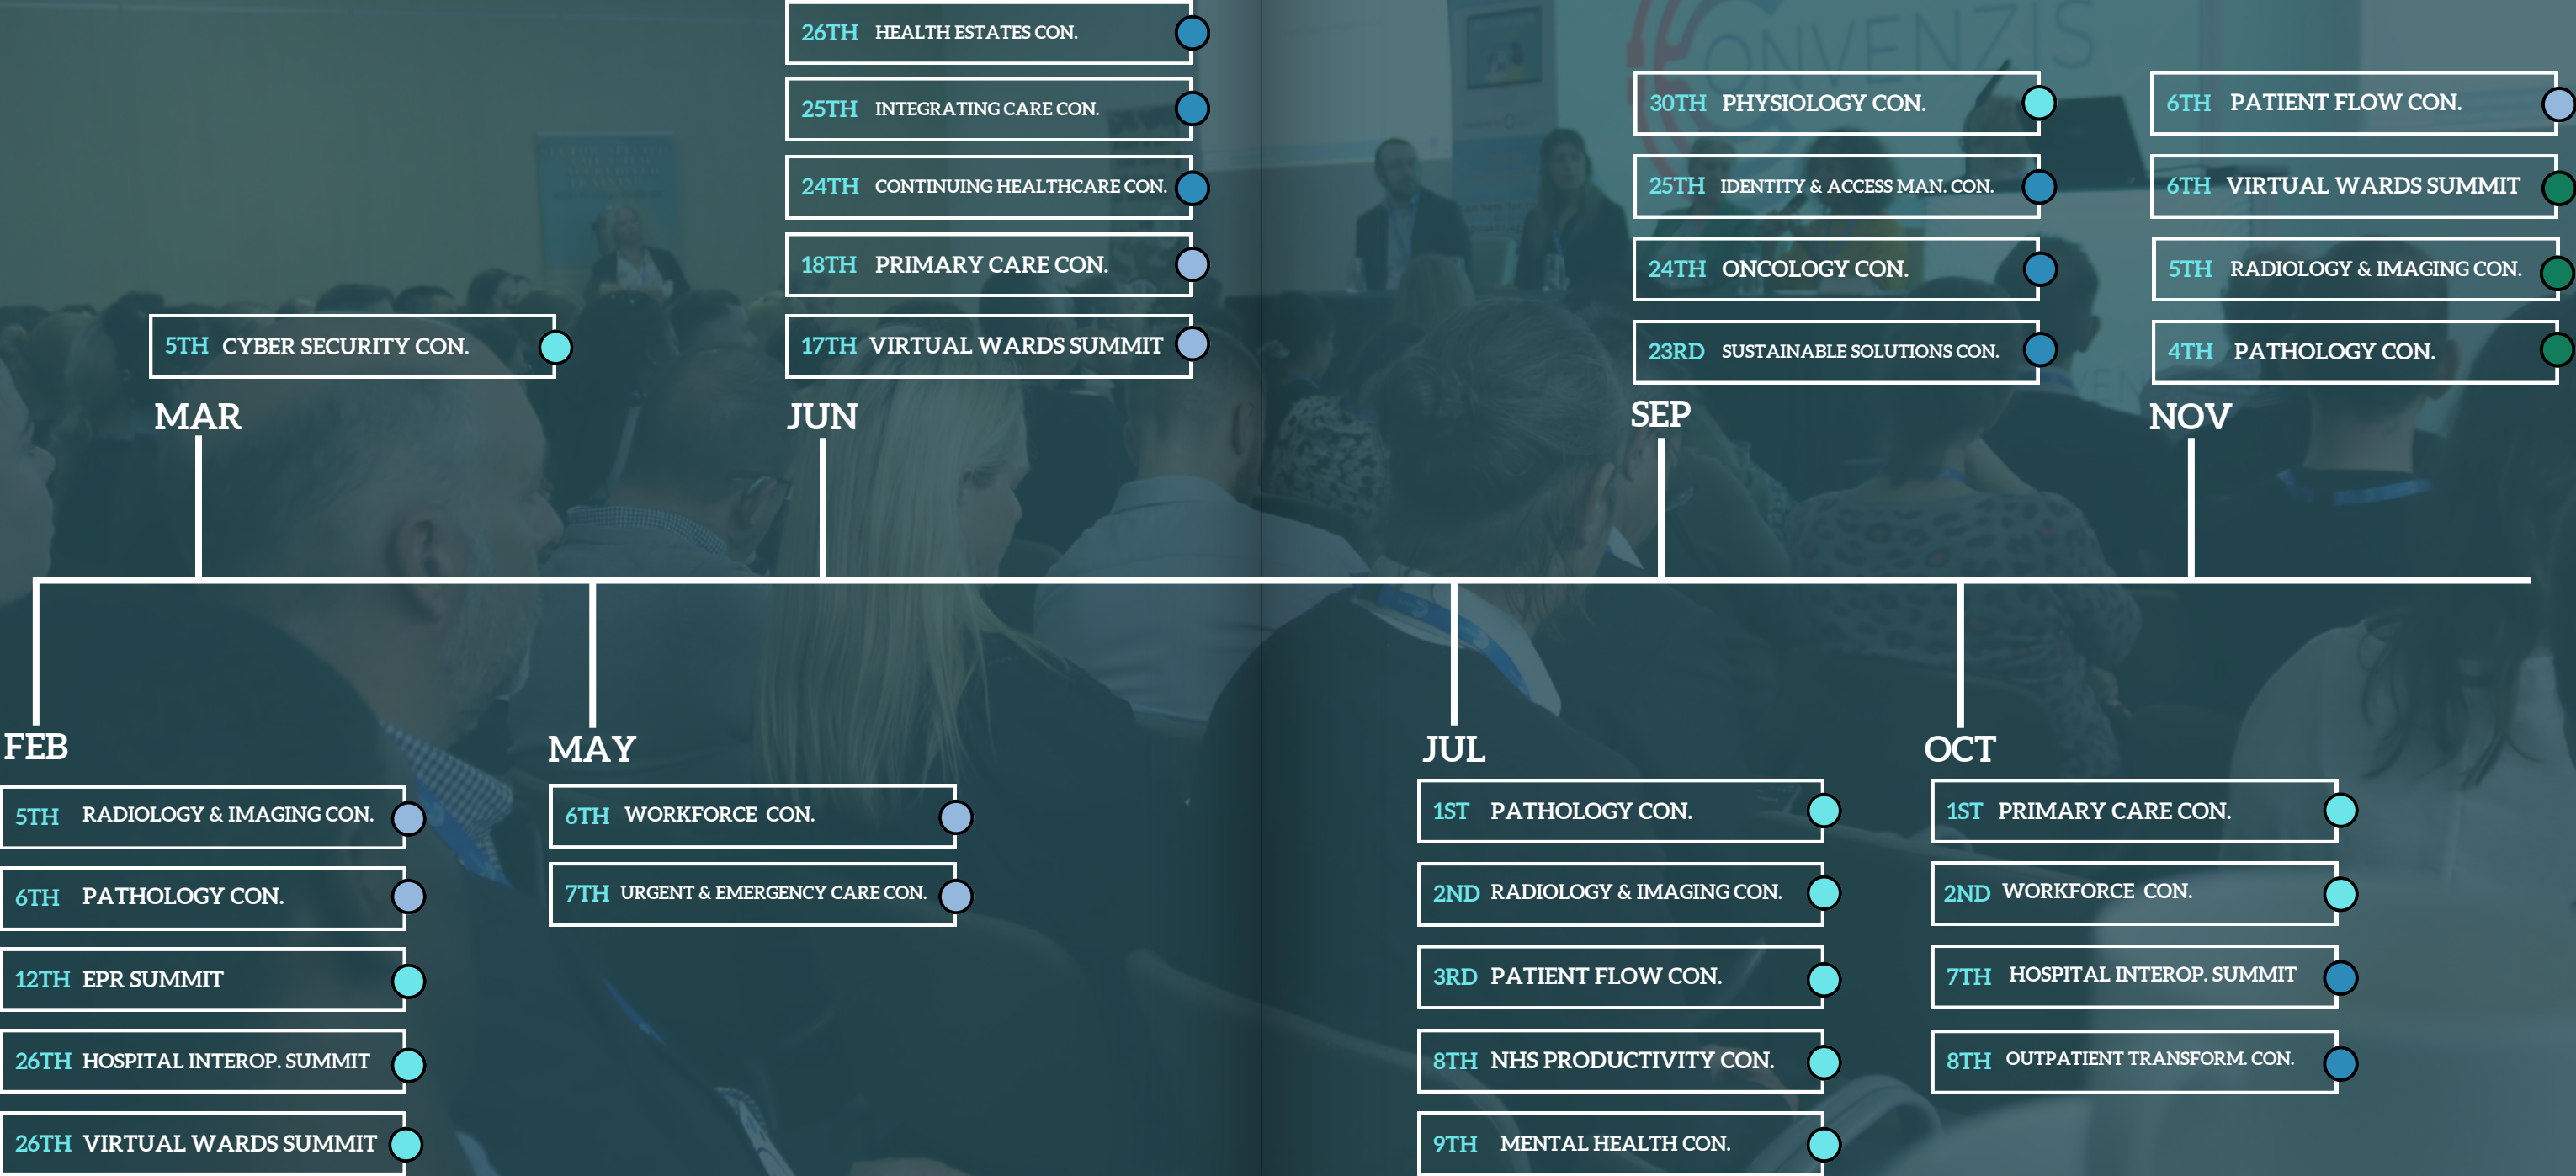 26TH HEALTH ESTATES CON.
25TH INTEGRATING CARE CON.
24TH CONTINUING HEALTHCARE CON.
18TH PRIMARY CARE CON.
17TH VIRTUAL WARDS SUMMIT
ONVENZIS
30TH PHYSIOLOGY CON.
25TH IDENTITY & ACCESS MAN. CON.
24TH ONCOLOGY CON.
23RD SUSTAINABLE SOLUTIONS CON.
6TH PATIENT FLOW CON.
6TH VIRTUAL WARDS SUMMIT
5TH RADIOLOGY & IMAGING CON.
4TH PATHOLOGY CON.
5TH CYBER SECURITY CON.
MAR
JUN
SEP
NOV
FEB
MAY
JUL
OCT
5TH RADIOLOGY & IMAGING CON.
6TH PATHOLOGY CON.
12TH EPR SUMMIT
26TH HOSPITAL INTEROP. SUMMIT
26TH VIRTUAL WARDS SUMMIT
6TH WORKFORCE CON.
7TH URGENT & EMERGENCY CARE CON.
1ST PATHOLOGY CON.
2ND RADIOLOGY & IMAGING CON.
3RD PATIENT FLOW CON.
8TH NHS PRODUCTIVITY CON.
9TH MENTAL HEALTH CON.
1ST PRIMARY CARE CON.
2ND WORKFORCE CON.
7TH HOSPITAL INTEROP. SUMMIT
8TH OUTPATIENT TRANSFORM. CON.